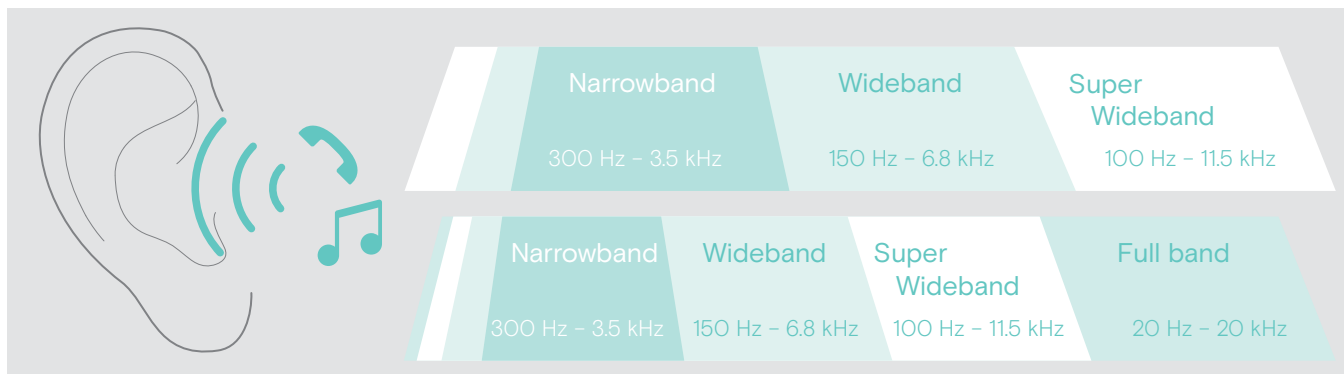 Narrowband
300 Hz – 3.5 kHz
Wideband
150 Hz – 6.8 kHz
Super
Wideband
100 Hz – 11.5 kHz
Narrowband
300 Hz – 3.5 kHz
Wideband
150 Hz – 6.8 kHz
Super
Wideband
100 Hz – 11.5 kHz
Full band
20 Hz – 20 kHz